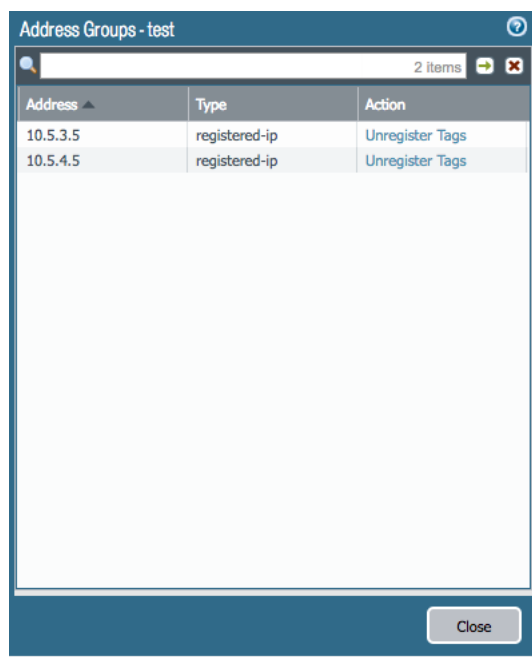 Address Groups - test
2 items
Address Type Action
10.5.3.5 registered-ip Unregister Tags
10.5.4.5 registered-ip Unregister Tags
Close